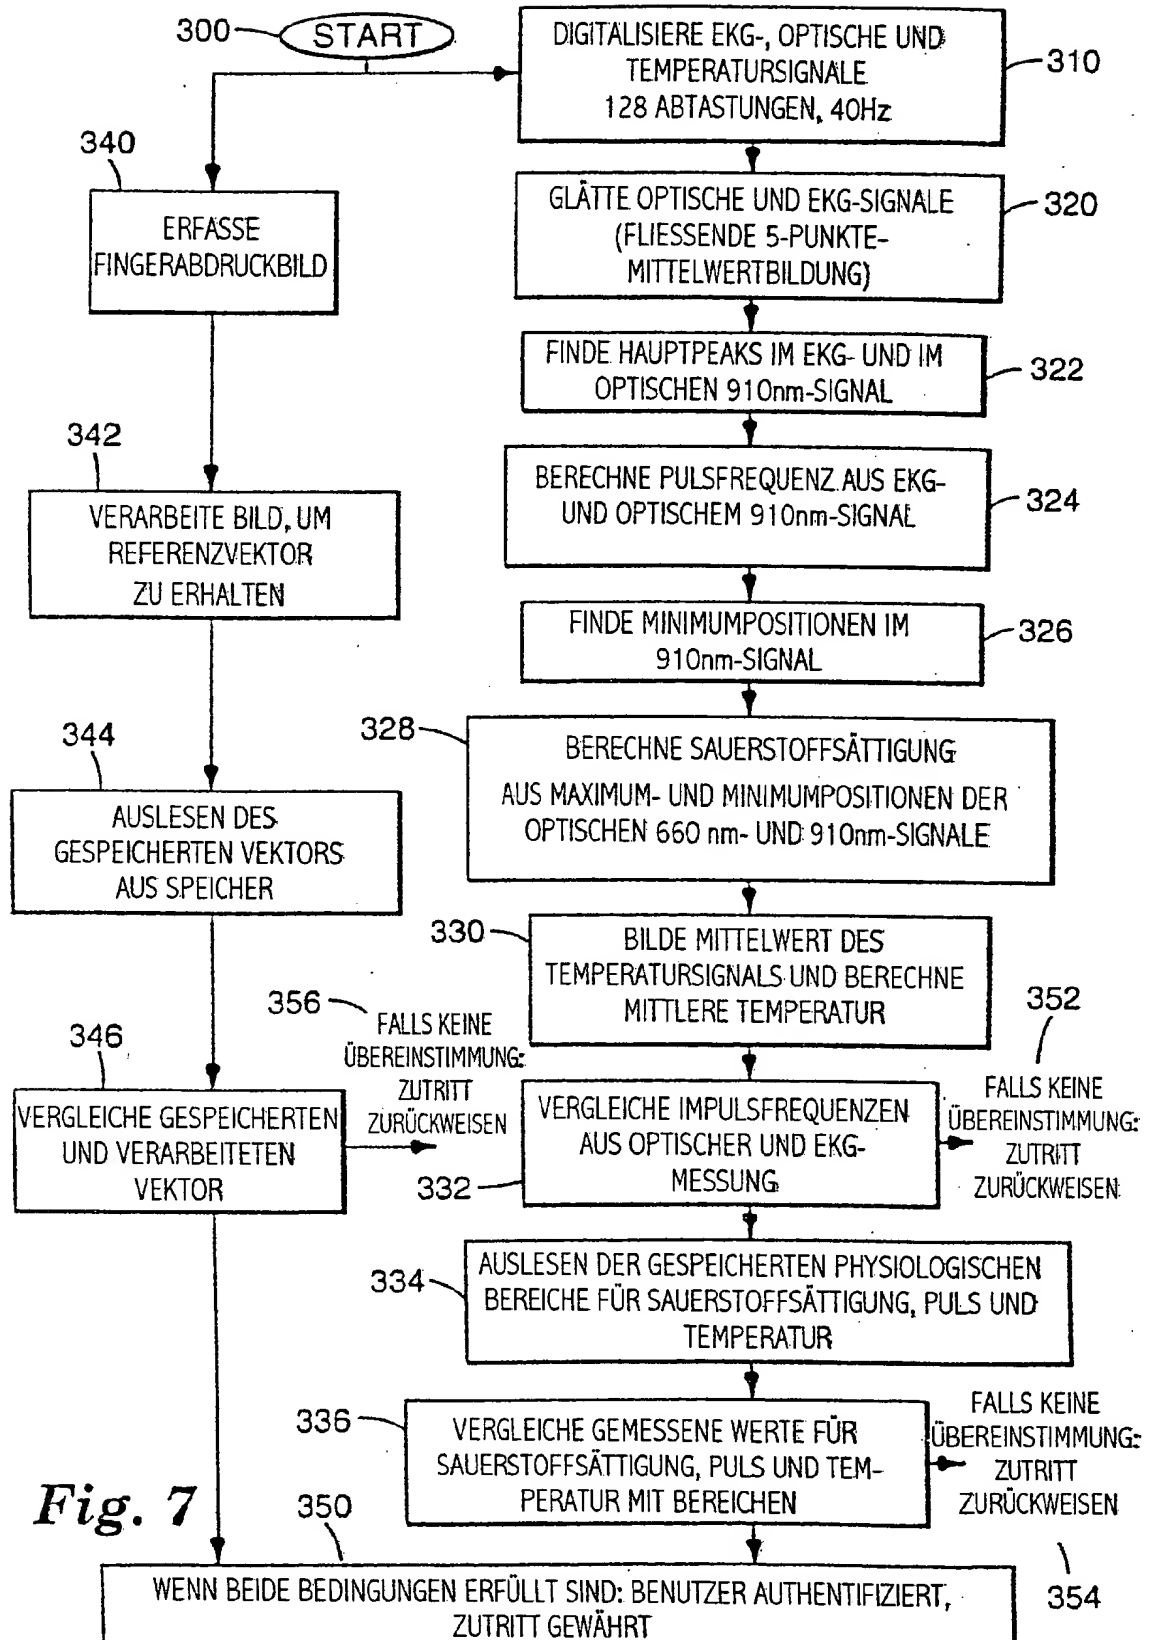 300
START
DIGITALISIERE EKG-, OPTISCHE UND
TEMPERATURSIGNALE
128 ABTASTUNGEN, 40Hz
310
340
ERFASSE
FINGERABDRUCKBILD
GLÄTTE OPTISCHE UND EKG-SIGNALE
(FLIESSENDE 5-PUNKTE-
MITTELWERTBILDUNG)
320
FINDE HAUPTPEAKS IM EKG- UND IM
OPTISCHEN 910nm-SIGNAL
322
342
VERARBEITE BILD, UM
REFERENZVEKTOR
ZU ERHALTEN
BERECHNE PULSFREQUENZ AUS EKG-
UND OPTISCHEM 910nm-SIGNAL
324
FINDE MINIMUMPOSITIONEN IM
910nm-SIGNAL
326
344
AUSLESEN DES
GESPEICHERTEN VEKTORS
AUS SPEICHER
328
BERECHNE SAUERSTOFFSÄTTIGUNG
AUS MAXIMUM- UND MINIMUMPOSITIONEN DER
OPTISCHEN 660 nm- UND 910nm-SIGNALE
330
BILDE MITTELWERT DES
TEMPERATURSIGNALS UND BERECHNE
MITTLERE TEMPERATUR
346
VERGLEICHE GESPEICHERTEN
UND VERARBEITETEN
VEKTOR
356
FALLS KEINE
ÜBEREINSTIMMUNG:
ZUTRITT
ZURÜCKWEISEN
332
VERGLEICHE IMPULSFREQUENZEN
AUS OPTISCHER UND EKG-
MESSUNG
352
FALLS KEINE
ÜBEREINSTIMMUNG:
ZUTRITT
ZURÜCKWEISEN
334
AUSLESEN DER GESPEICHERTEN PHYSIOLOGISCHEN
BEREICHE FÜR SAUERSTOFFSÄTTIGUNG, PULS UND
TEMPERATUR
336
VERGLEICHE GEMESSENE WERTE FÜR
SAUERSTOFFSÄTTIGUNG, PULS UND TEM-
PERATUR MIT BEREICHEN
FALLS KEINE
ÜBEREINSTIMMUNG:
ZUTRITT
ZURÜCKWEISEN
354
Fig. 7
350
WENN BEIDE BEDINGUNGEN ERFÜLLT SIND: BENUTZER AUTHENTIFIZIERT,
ZUTRITT GEWÄHRT